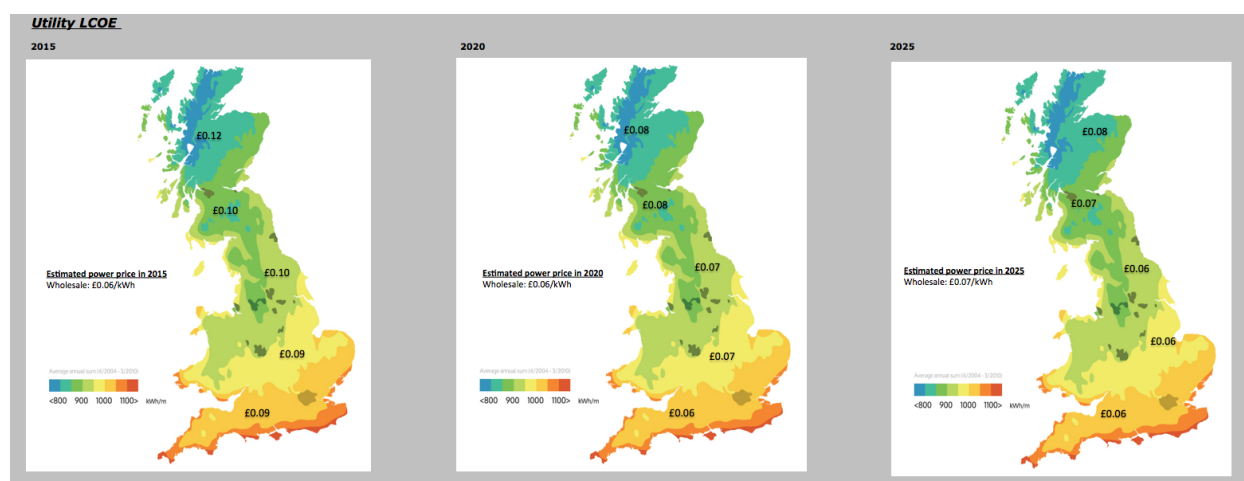 Utility LCOE
2015
2020
2025
£0.12
£0.10
£0.10
Estimated power price in 2015
Wholesale: £0.06/kWh
£0.09
Average annual sum (4/2004 - 3/2010)
<800 900 1000 1100> kWh/m
£0.09
£0.08
£0.08
£0.07
Estimated power price in 2020
Wholesale: £0.06/kWh
£0.07
Average annual sum (4/2004 - 3/2010)
<800 900 1000 1100> kWh/m
£0.06
£0.08
£0.07
£0.06
Estimated power price in 2025
Wholesale: £0.07/kWh
£0.06
Average annual sum (4/2004 - 3/2010)
<800 900 1000 1100> kWh/m
£0.06